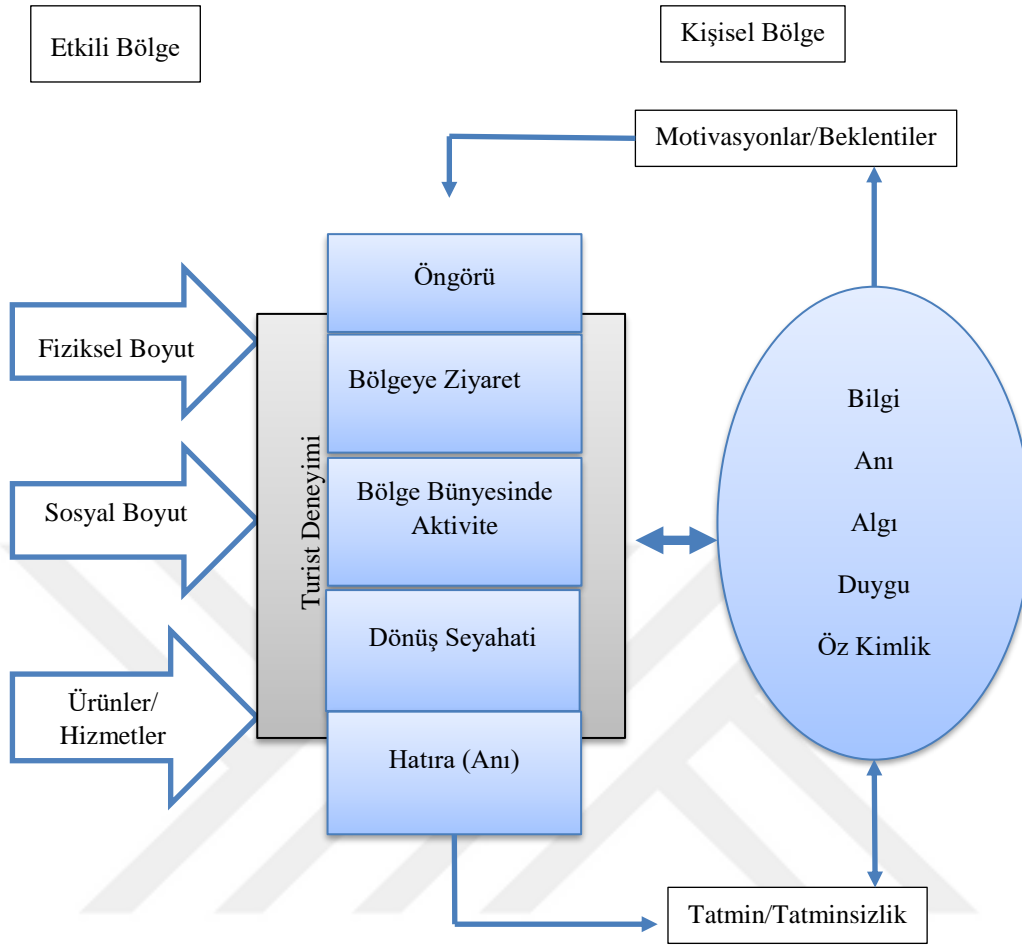 Etkili Bölge
Kişisel Bölge
Motivasyonlar/Beklentiler
Öngörü
Fiziksel Boyut
Bölgeye Ziyaret
Sosyal Boyut
Turist Deneyimi
Bölge Bünyesinde
Aktivite
Dönüş Seyahati
Ürünler/
Hizmetler
Hatıra (Anı)
Bilgi
Anı
Algı
Duygu
Öz Kimlik
Tatmin/Tatminsizlik